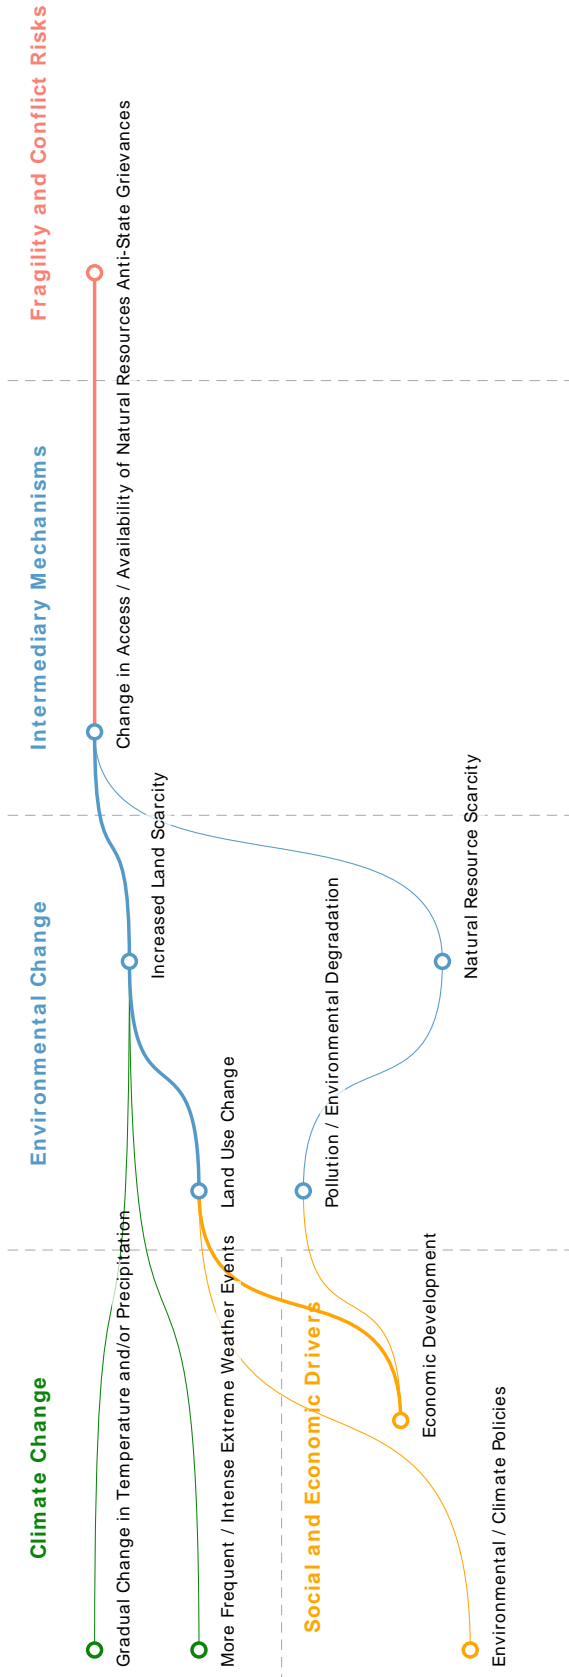 Climate Change
Gradual Change in Temperature and/or Precipitation
More Frequent / Intense Extreme Weather Events
Social and Economic Drivers
Economic Development
Environmental / Climate Policies
Environmental Change
Increased Land Scarcity
Land Use Change
Pollution / Environmental Degradation
Natural Resource Scarcity
Intermediary Mechanisms
Change in Access / Availability of Natural Resources
Fragility and Conflict Risks
Anti-State Grievances